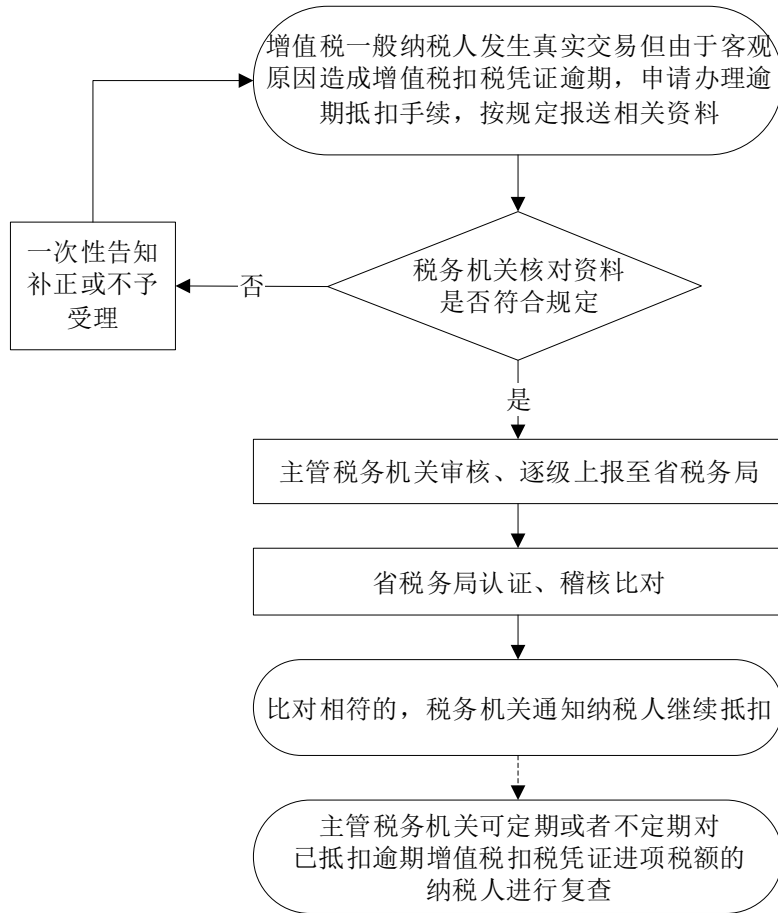 增值税一般纳税人发生真实交易但由于客观
原因造成增值税扣税凭证逾期，申请办理逾
期抵扣手续，按规定报送相关资料
一次性告知
补正或不予
受理
否
税务机关核对资料
是否符合规定
是
主管税务机关审核、逐级上报至省税务局
省税务局认证、稽核比对
比对相符的，税务机关通知纳税人继续抵扣
主管税务机关可定期或者不定期对
已抵扣逾期增值税扣税凭证进项税额的
纳税人进行复查